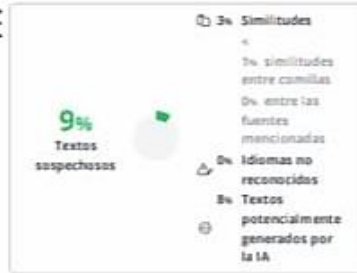 9%
Textos
sospechosos
3% Similitudes
<
1% similitudes
entre comillas
0% entre las
fuentes
mencionadas
0% Idiomas no
reconocidos
8% Textos
potencialmente
generados por
la IA